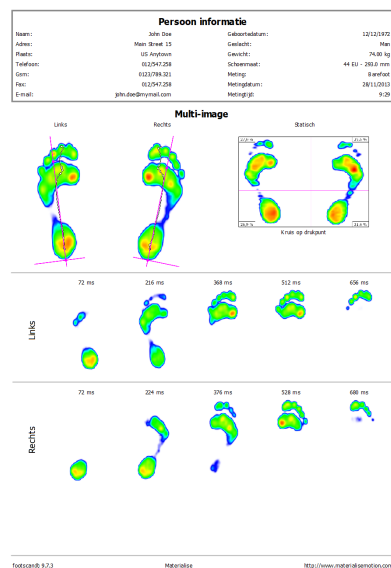 Persoon informatie
Naam: John Doe Geboortedatum: 12/12/1972
Adres: Main Street 15 Geslacht: Man
Plaats: US Anytown Gewicht: 74.00 kg
Telefoon: 012/547.258 Schoenmaat: 44 EU - 293.0 mm
Gsm: 0123/789.321 Meting: Barefoot
Fax: 012/547.258 Metingdatum: 28/11/2013
E-mail: john.doe@mymail.com Metingtijd: 9:29
Multi-image
Links Rechts Statisch
Kruis op drukpunt
72 ms 216 ms 368 ms 512 ms 656 ms
Links
72 ms 224 ms 376 ms 528 ms 680 ms
Rechts
footscan® 9.7.3 Materialise http://www.materialisemotion.com